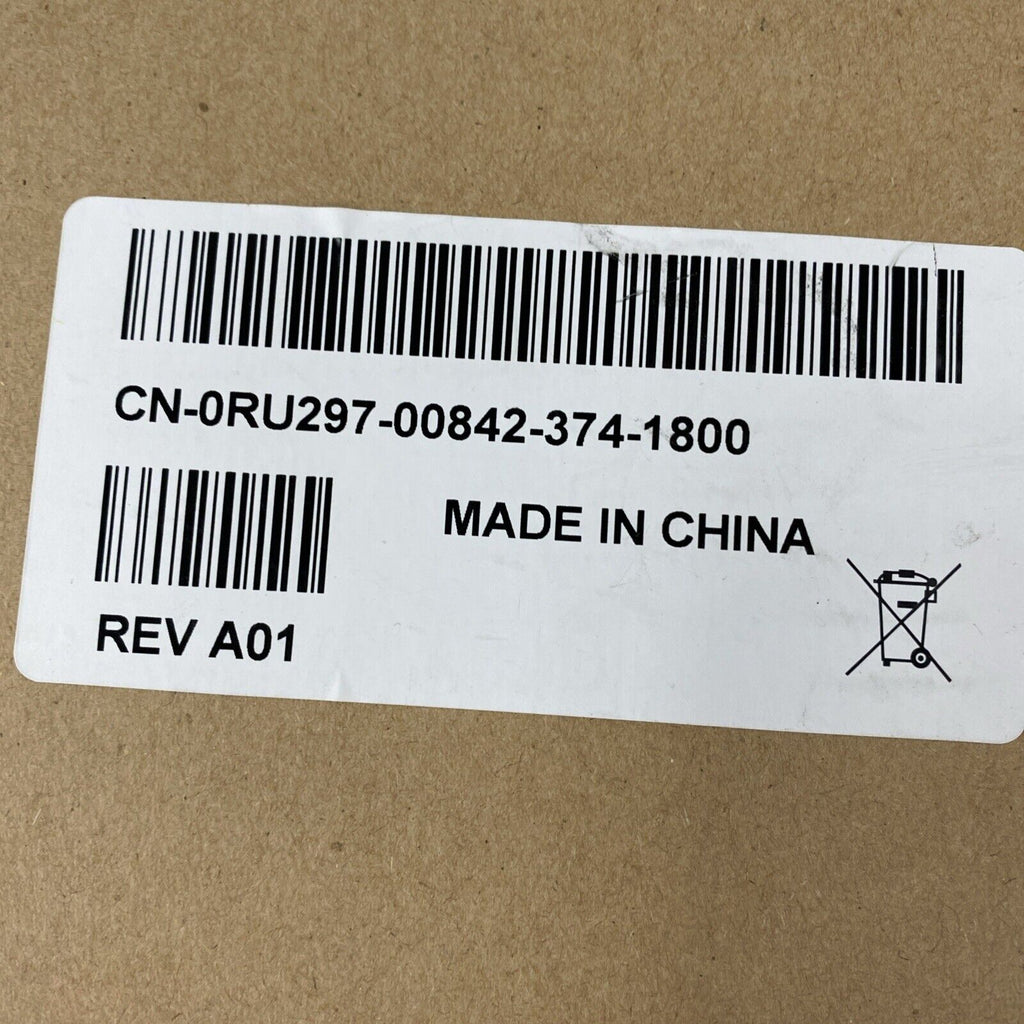 CN-0RU297-00842-374-1800
MADE IN CHINA
REV A01